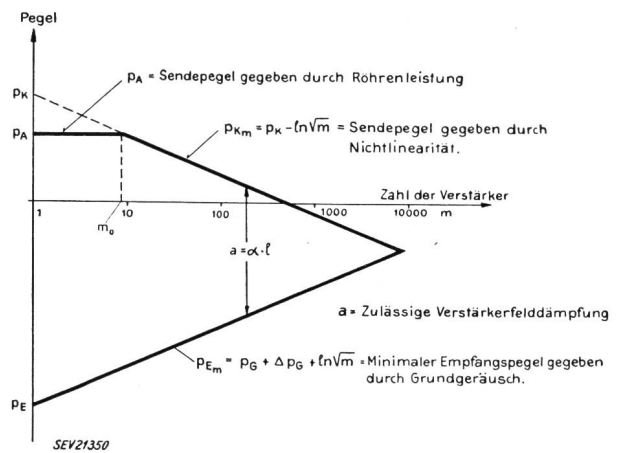 Pegel
p_A = Sendepegel gegeben durch Röhrenleistung
p_K
p_A
p_Km = p_K - ln√m = Sendepegel gegeben durch
Nichtlinearität.
Zahl der Verstärker
1 10 100 1000 10000 m
m_o
a=α·l
a= Zulässige Verstärkerfelddämpfung
p_Em = p_G + Δp_G + ln√m = Minimaler Empfangspegel gegeben
durch Grundgeräusch.
p_E
SEV21350